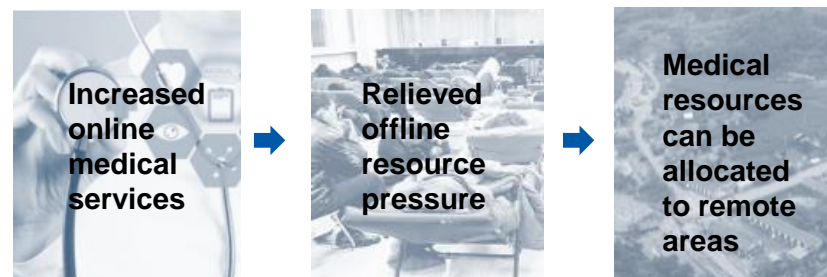 Increased
online
medical
services
Relieved
offline
resource
pressure
Medical
resources
can be
allocated
to remote
areas